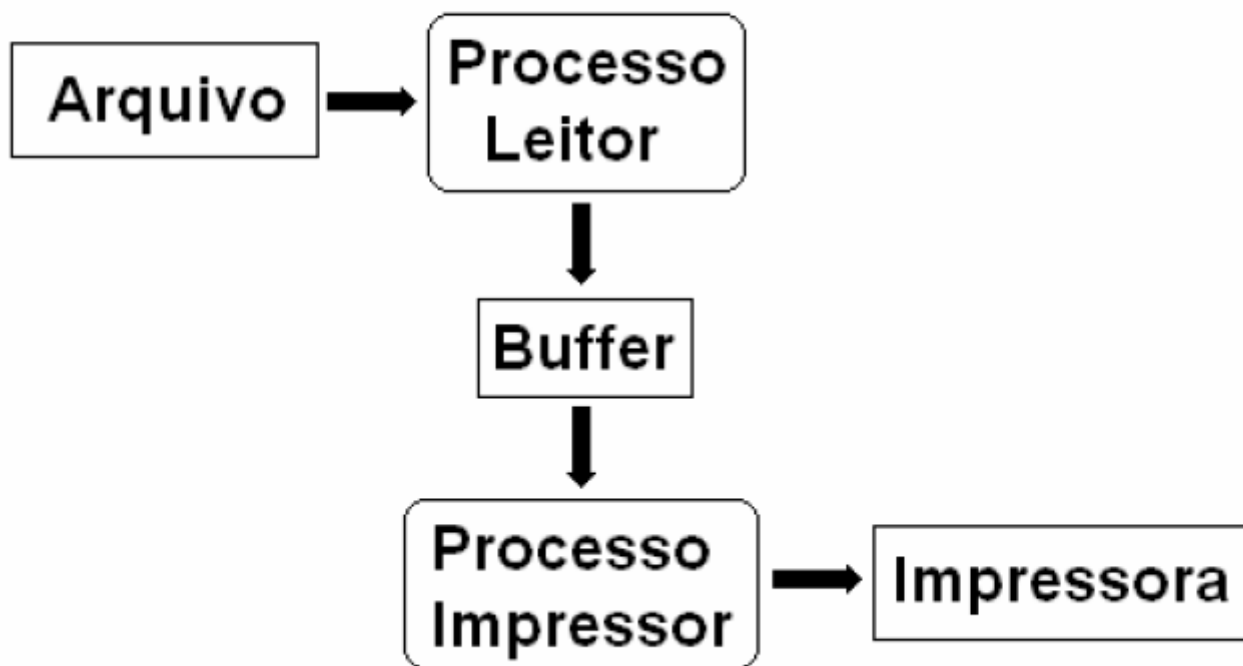 Arquivo
Processo
Leitor
Buffer
Processo
Impressor
Impressora